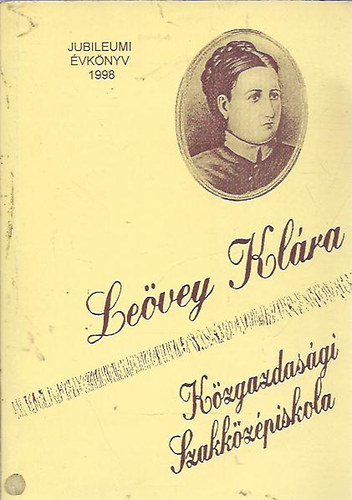 JUBILEUMI
ÉVKÖNYV
1998
Leövey Klára
Közgazdasági
Szakközépiskola